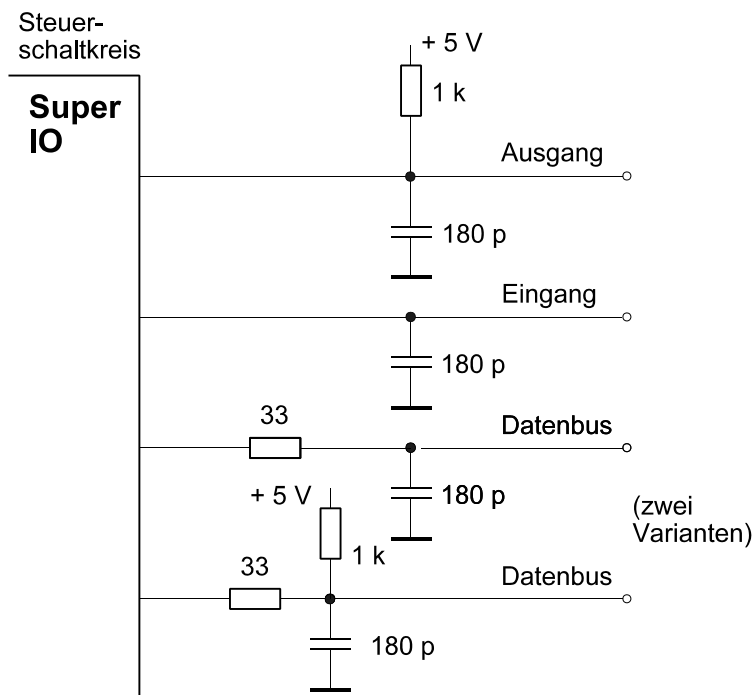 Steuer-
schaltkreis
Super
IO
+ 5 V
1 k
Ausgang
180 p
Eingang
180 p
33
Datenbus
+ 5 V
180 p
(zwei
Varianten)
1 k
33
Datenbus
180 p